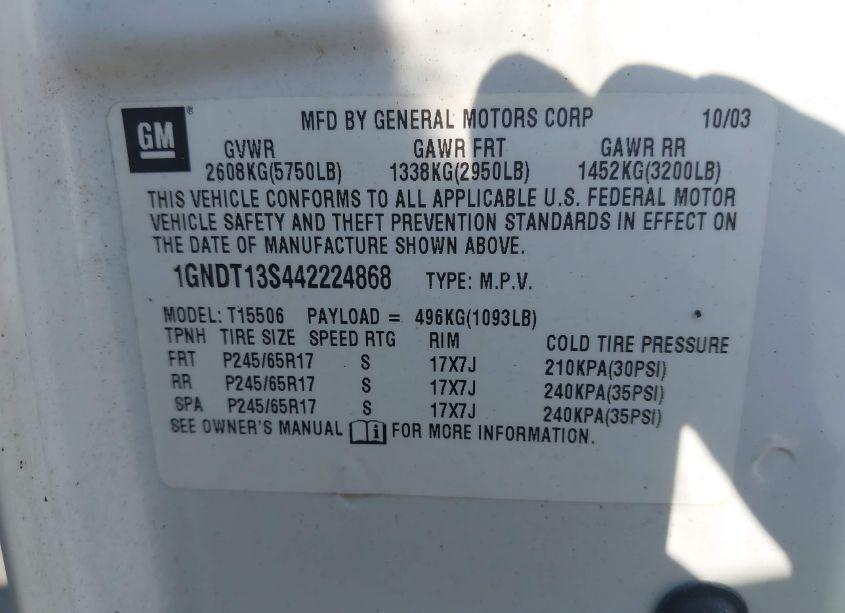 GM ® MFD BY GENERAL MOTORS CORP 10/03
GVWR GAWR FRT GAWR RR
2608KG(5750LB) 1338KG(2950LB) 1452KG(3200LB)
THIS VEHICLE CONFORMS TO ALL APPLICABLE U.S. FEDERAL MOTOR
VEHICLE SAFETY AND THEFT PREVENTION STANDARDS IN EFFECT ON
THE DATE OF MANUFACTURE SHOWN ABOVE.
1GNDT13S442224868 TYPE: M.P.V.
MODEL: T15506 PAYLOAD = 496KG(1093LB)
TPNH TIRE SIZE SPEED RTG RIM COLD TIRE PRESSURE
FRT P245/65R17 S 17X7J 210KPA(30PSI)
RR P245/65R17 S 17X7J 240KPA(35PSI)
SPA P245/65R17 S 17X7J 240KPA(35PSI)
SEE OWNER'S MANUAL i FOR MORE INFORMATION.